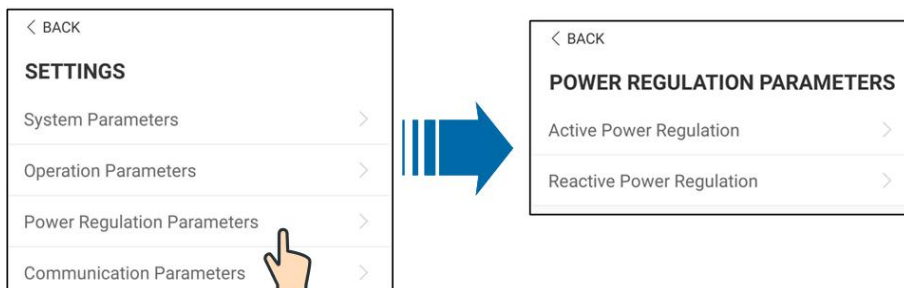 < BACK
SETTINGS
System Parameters
Operation Parameters
Power Regulation Parameters
Communication Parameters
< BACK
POWER REGULATION PARAMETERS
Active Power Regulation
Reactive Power Regulation